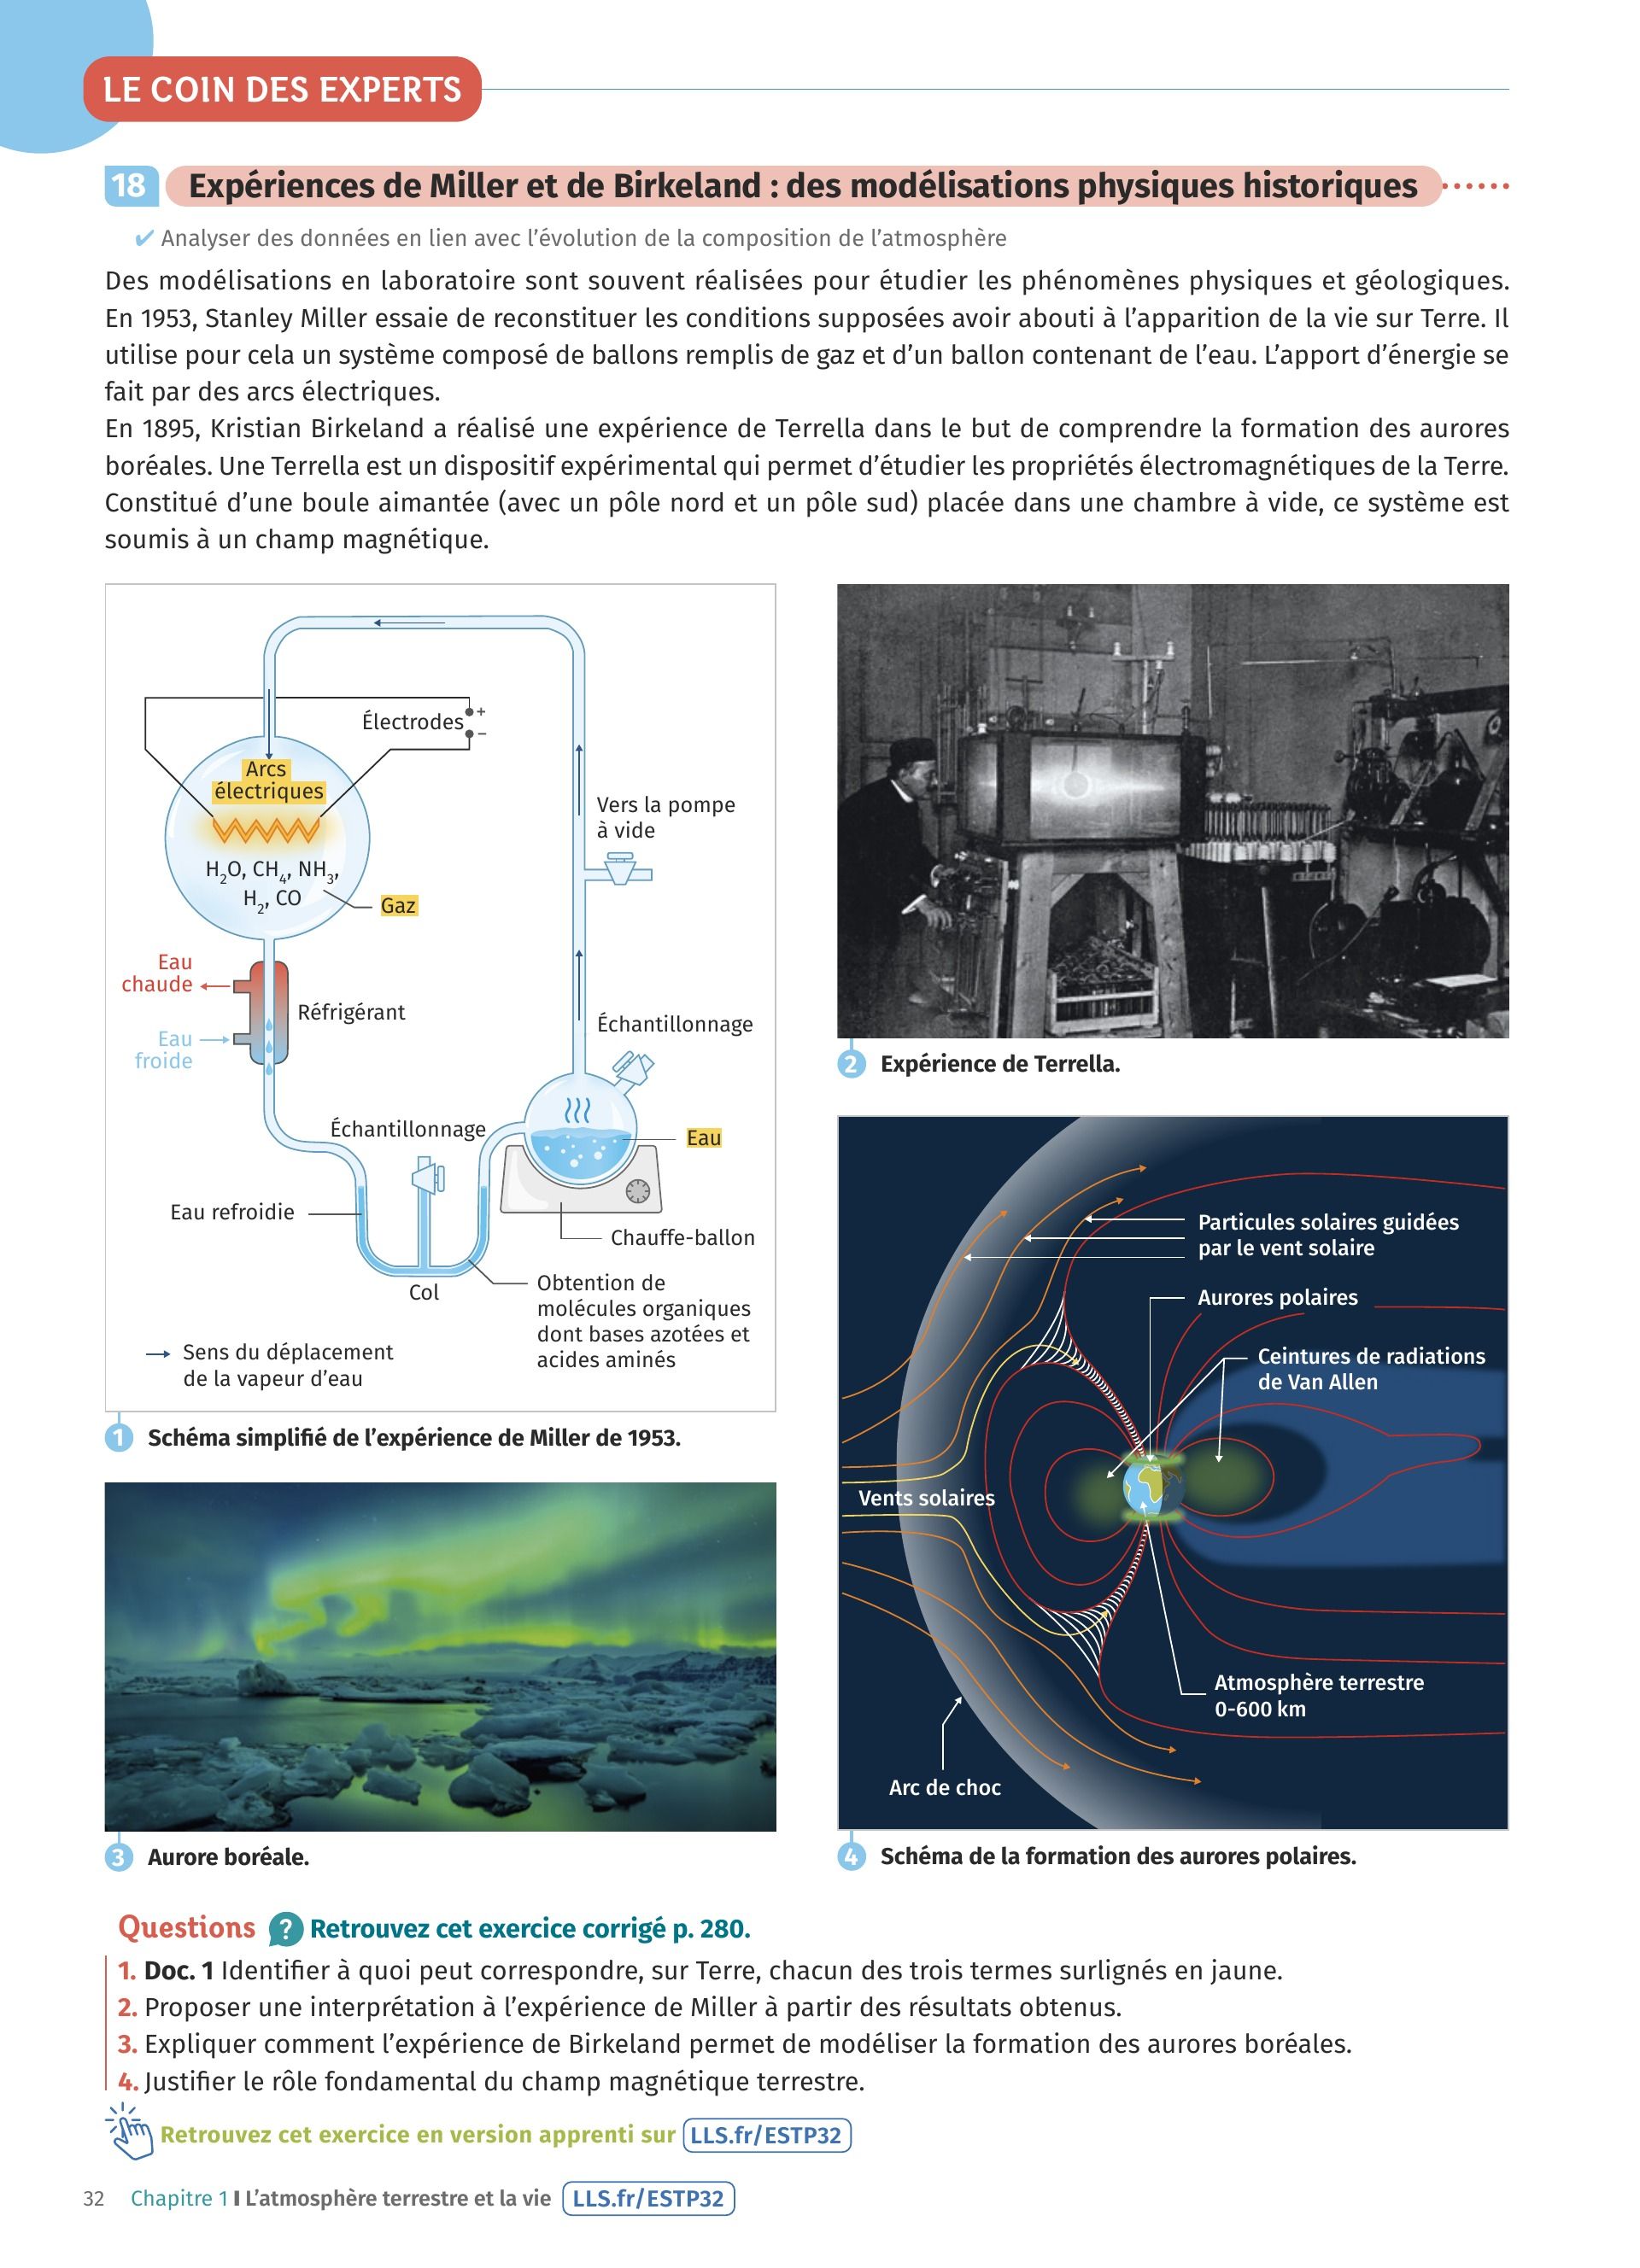 LE COIN DES EXPERTS
18 Expériences de Miller et de Birkeland : des modélisations physiques historiques
✔ Analyser des données en lien avec l’évolution de la composition de l’atmosphère
Des modélisations en laboratoire sont souvent réalisées pour étudier les phénomènes physiques et géologiques.
En 1953, Stanley Miller essaie de reconstituer les conditions supposées avoir abouti à l’apparition de la vie sur Terre. Il
utilise pour cela un système composé de ballons remplis de gaz et d’un ballon contenant de l’eau. L’apport d’énergie se
fait par des arcs électriques.
En 1895, Kristian Birkeland a réalisé une expérience de Terrella dans le but de comprendre la formation des aurores
boréales. Une Terrella est un dispositif expérimental qui permet d’étudier les propriétés électromagnétiques de la Terre.
Constitué d’une boule aimantée (avec un pôle nord et un pôle sud) placée dans une chambre à vide, ce système est
soumis à un champ magnétique.
Électrodes
+
–
Arcs
électriques
H₂O, CH₄, NH₃,
H₂, CO
Gaz
Vers la pompe
à vide
Eau
chaude
Réfrigérant
Eau
froide
Échantillonnage
Échantillonnage
Eau
Eau refroidie
Chauffe-ballon
Col
Obtention de
molécules organiques
dont bases azotées et
acides aminés
Sens du déplacement
de la vapeur d’eau
1 Schéma simplifié de l’expérience de Miller de 1953.
2 Expérience de Terrella.
3 Aurore boréale.
Particules solaires guidées
par le vent solaire
Aurores polaires
Ceintures de radiations
de Van Allen
Vents solaires
Atmosphère terrestre
0-600 km
Arc de choc
4 Schéma de la formation des aurores polaires.
Questions ? Retrouvez cet exercice corrigé p. 280.
1. Doc. 1 Identifier à quoi peut correspondre, sur Terre, chacun des trois termes surlignés en jaune.
2. Proposer une interprétation à l’expérience de Miller à partir des résultats obtenus.
3. Expliquer comment l’expérience de Birkeland permet de modéliser la formation des aurores boréales.
4. Justifier le rôle fondamental du champ magnétique terrestre.
Retrouvez cet exercice en version apprenti sur LLS.fr/ESTP32
32 Chapitre 1 I L’atmosphère terrestre et la vie LLS.fr/ESTP32